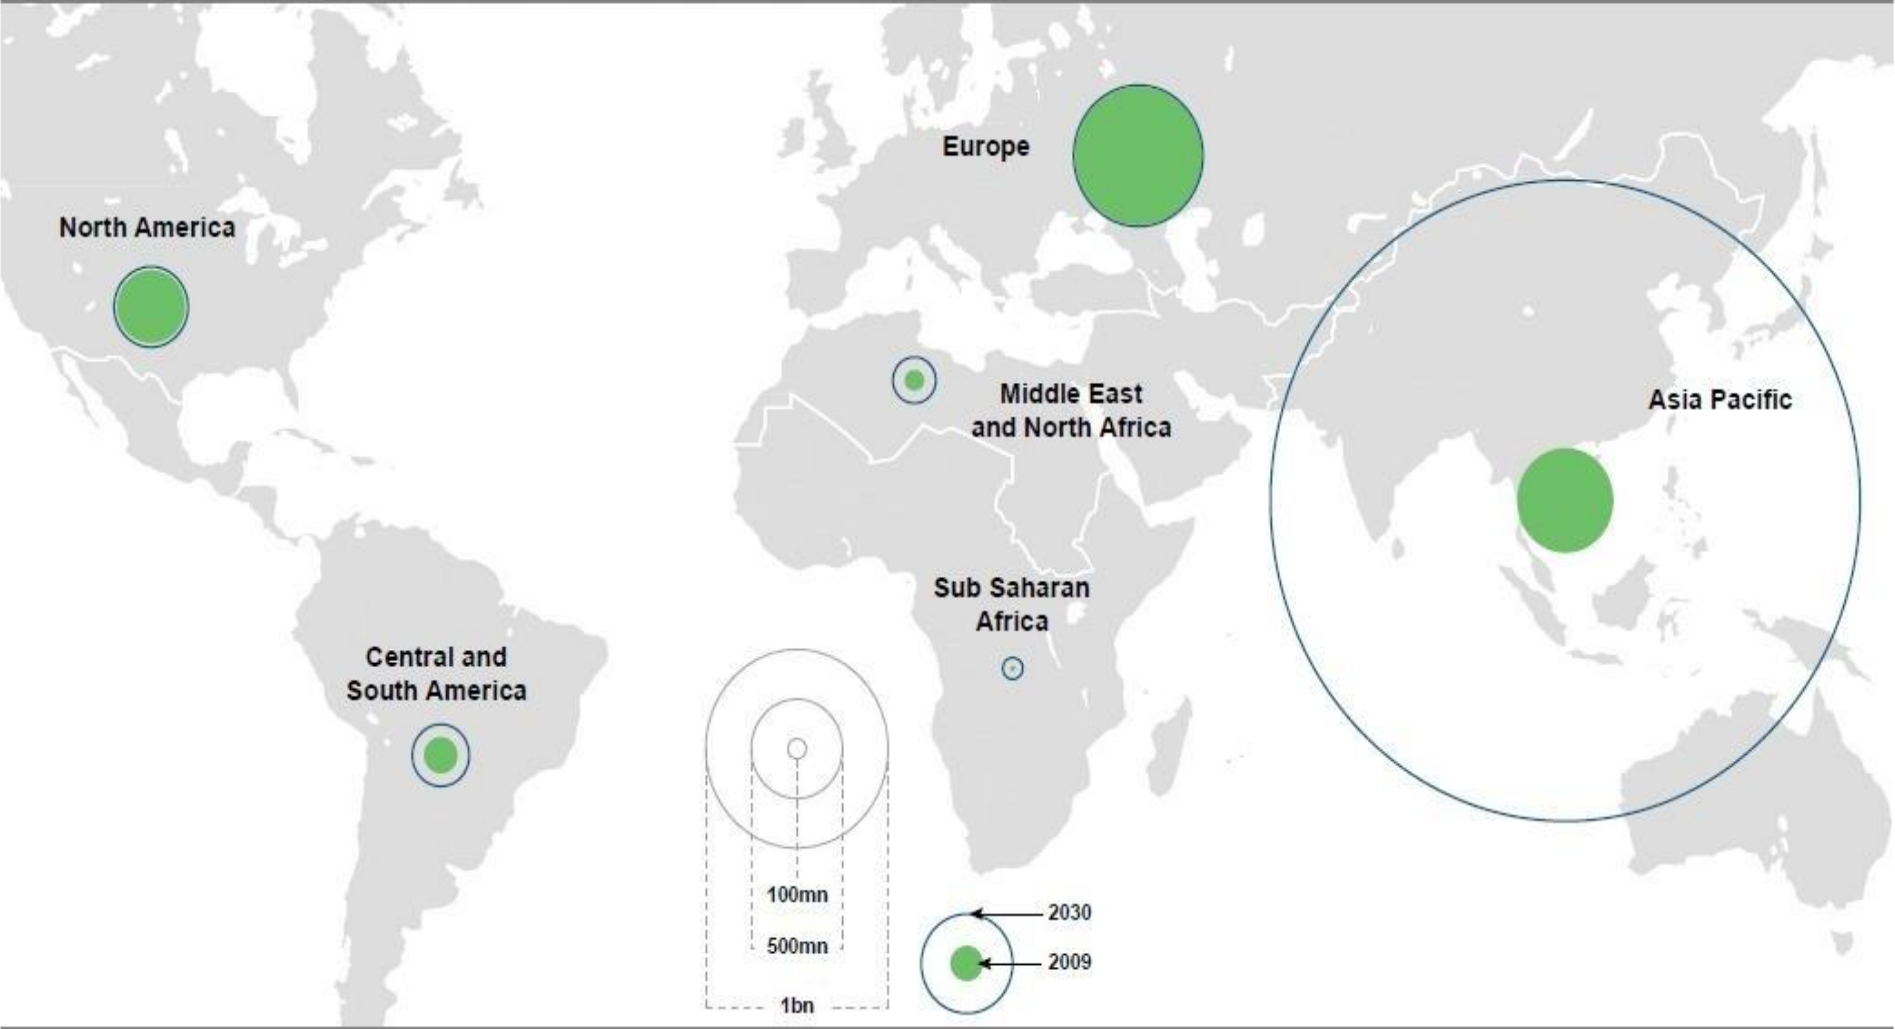 Europe
North America
Asia Pacific
Middle East
and North Africa
Sub Saharan
Africa
Central and
South America
100mn
500mn
1bn
2030
2009